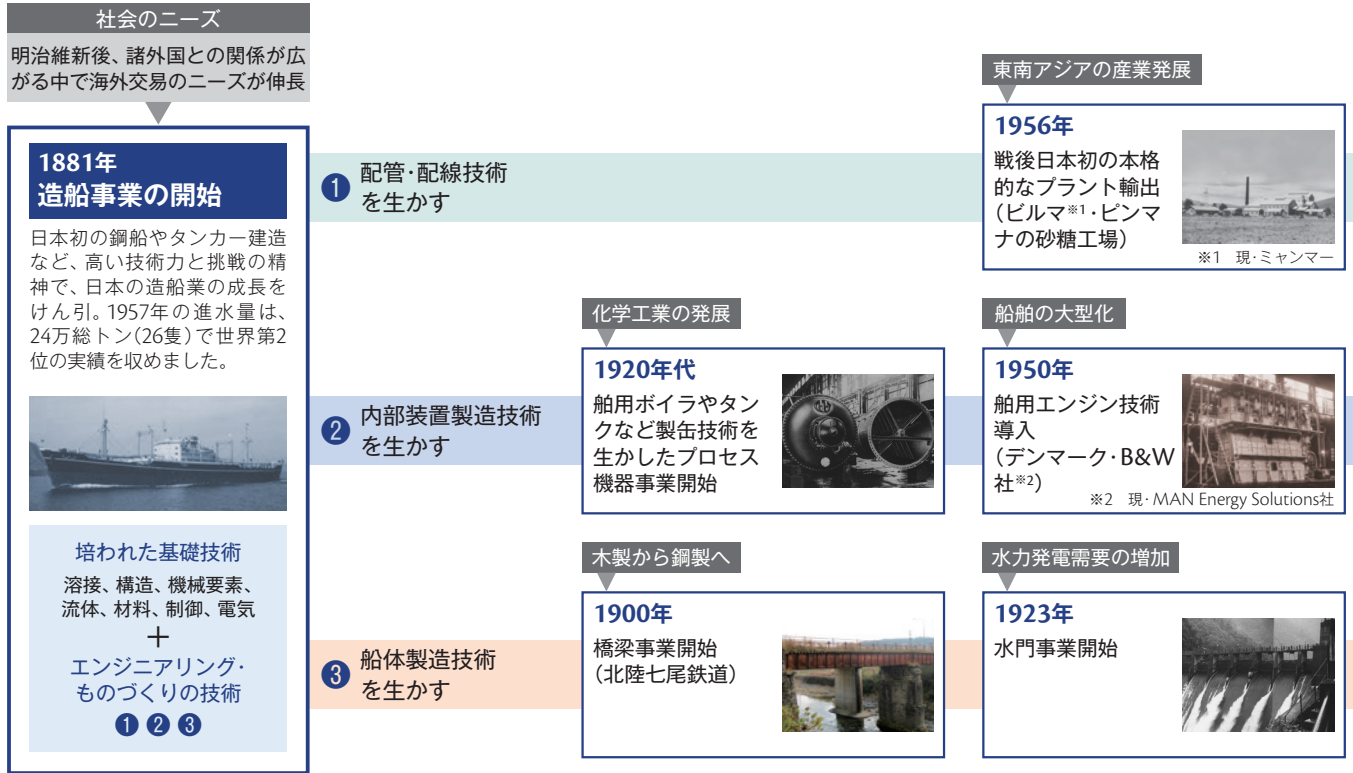 社会のニーズ
明治維新後、諸外国との関係が広
がる中で海外交易のニーズが伸長
1881年
造船事業の開始
日本初の鋼船やタンカー建造
など、高い技術力と挑戦の精
神で、日本の造船業の成長を
けん引。1957年の進水量は、
24万総トン(26隻)で世界第2
位の実績を収めました。
培われた基礎技術
溶接、構造、機械要素、
流体、材料、制御、電気
+
エンジニアリング・
ものづくりの技術
❶ ❷ ❸
❶ 配管・配線技術
を生かす
東南アジアの産業発展
1956年
戦後日本初の本格
的なプラント輸出
(ビルマ※1・ピンマ
ナの砂糖工場)
※1 現・ミャンマー
❷ 内部装置製造技術
を生かす
化学工業の発展
1920年代
舶用ボイラやタン
クなど製缶技術を
生かしたプロセス
機器事業開始
船舶の大型化
1950年
舶用エンジン技術
導入
(デンマーク・B&W
社※2)
※2 現・MAN Energy Solutions社
❸ 船体製造技術
を生かす
木製から鋼製へ
1900年
橋梁事業開始
(北陸七尾鉄道)
水力発電需要の増加
1923年
水門事業開始